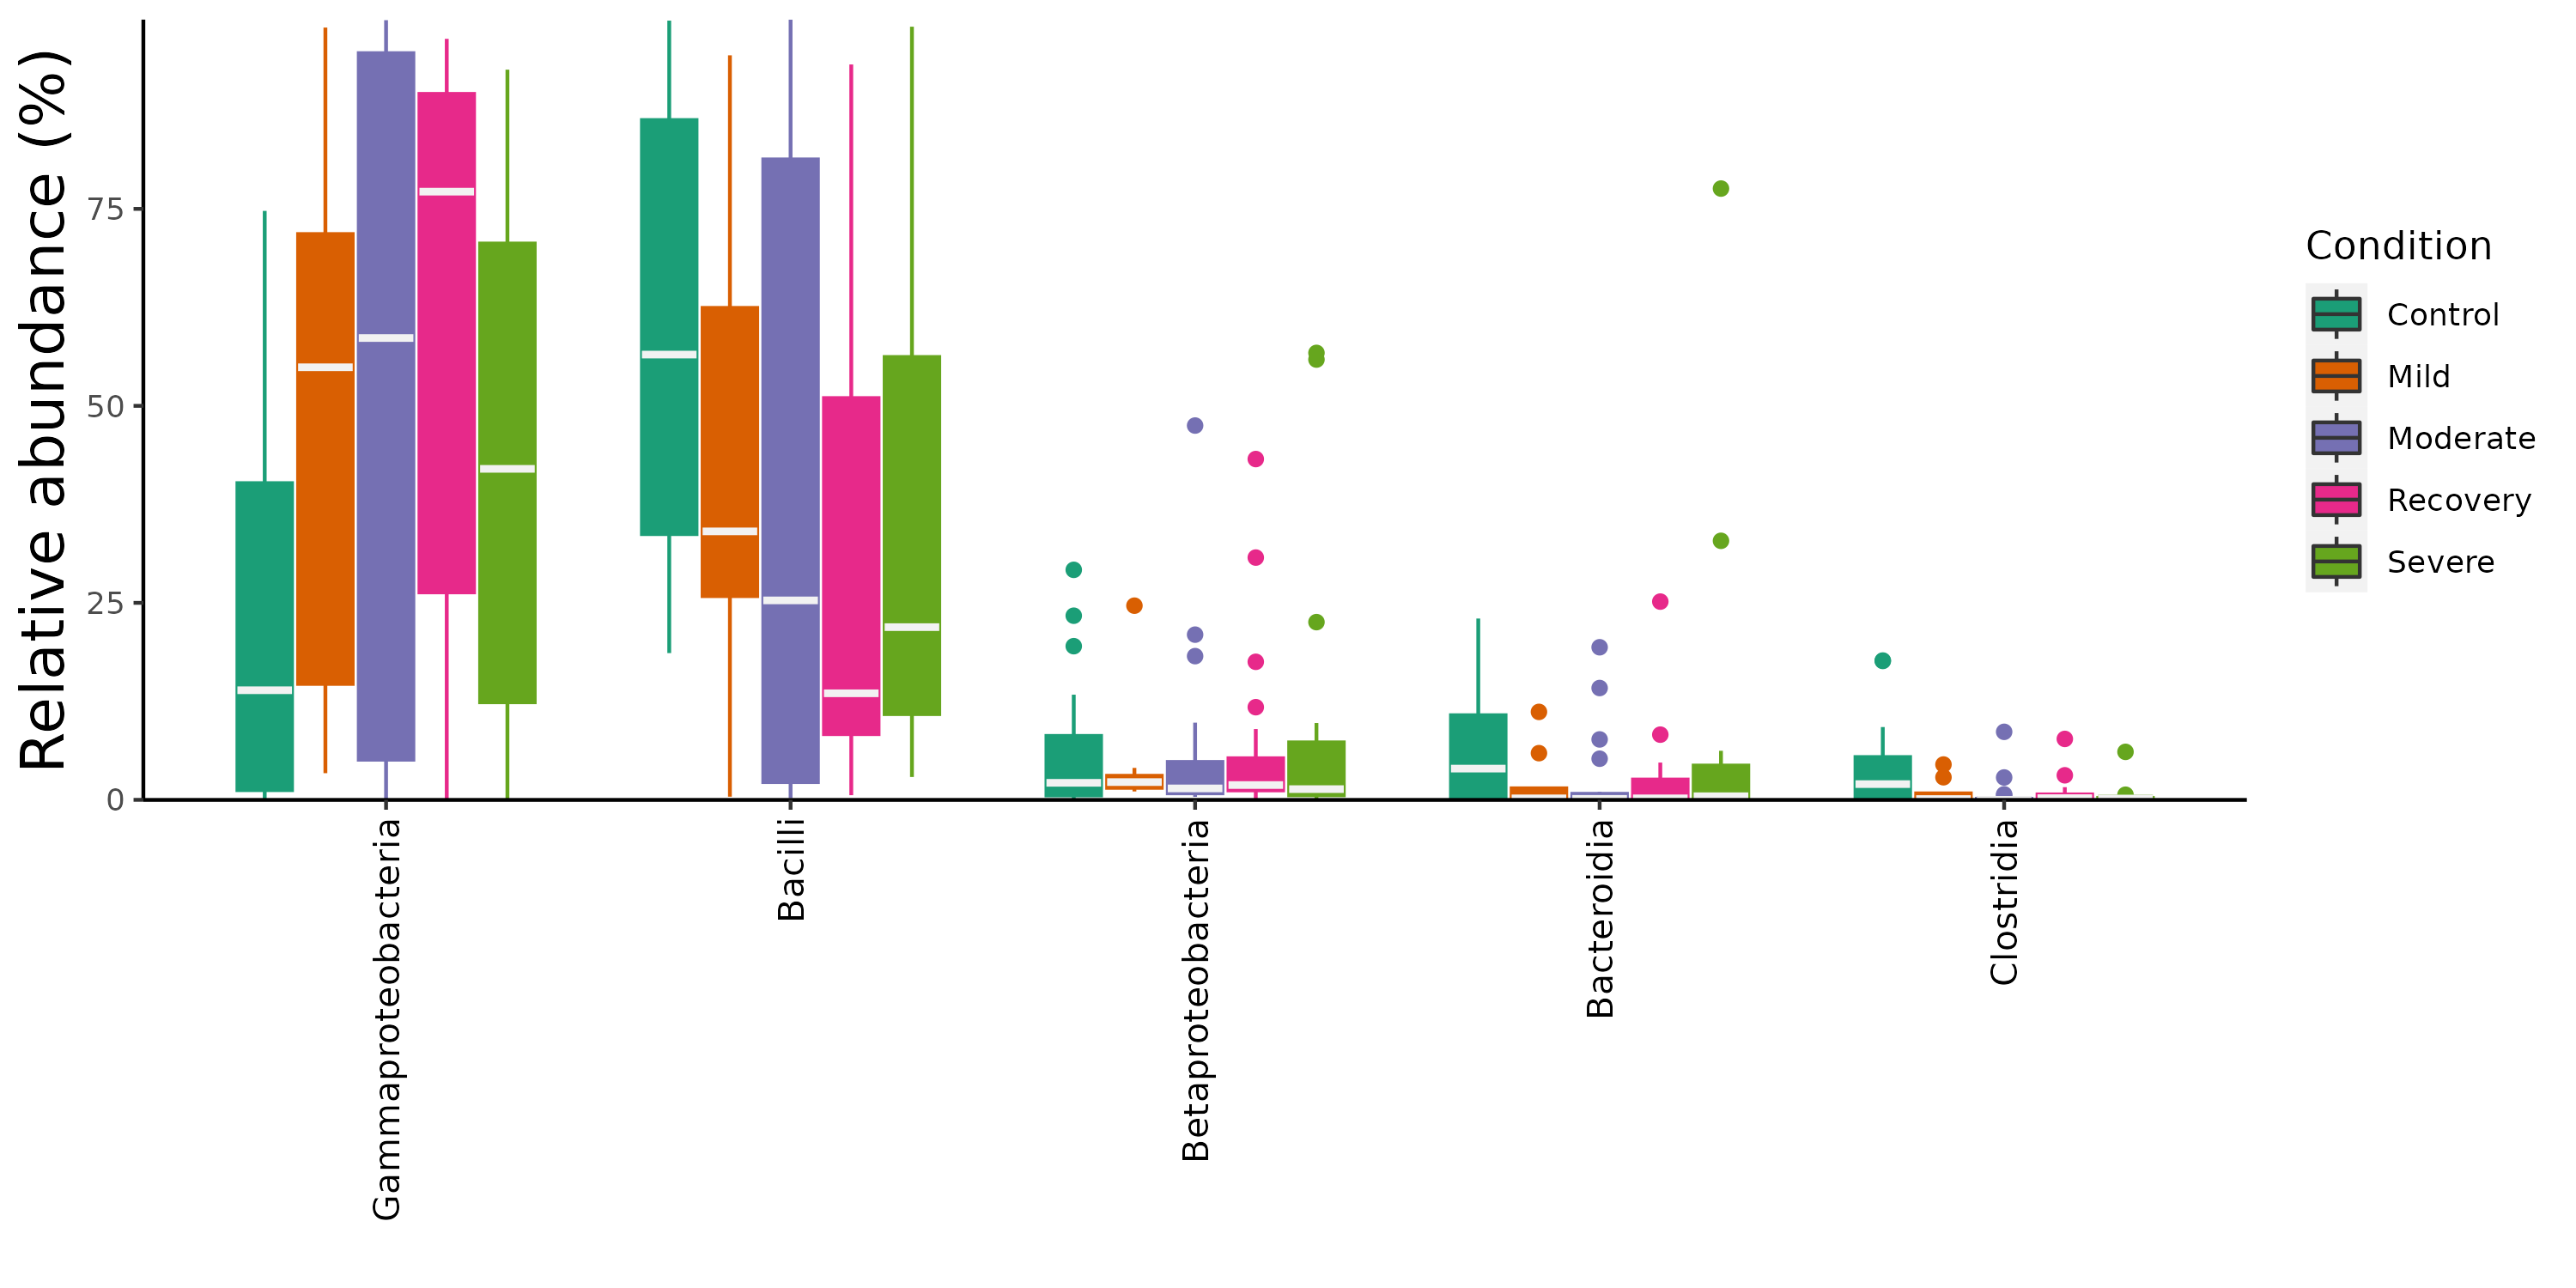 Relative abundance (%)
75
50
25
0
Gammaproteobacteria
Bacilli
Betaproteobacteria
Bacteroidia
Clostridia
Condition
Control
Mild
Moderate
Recovery
Severe